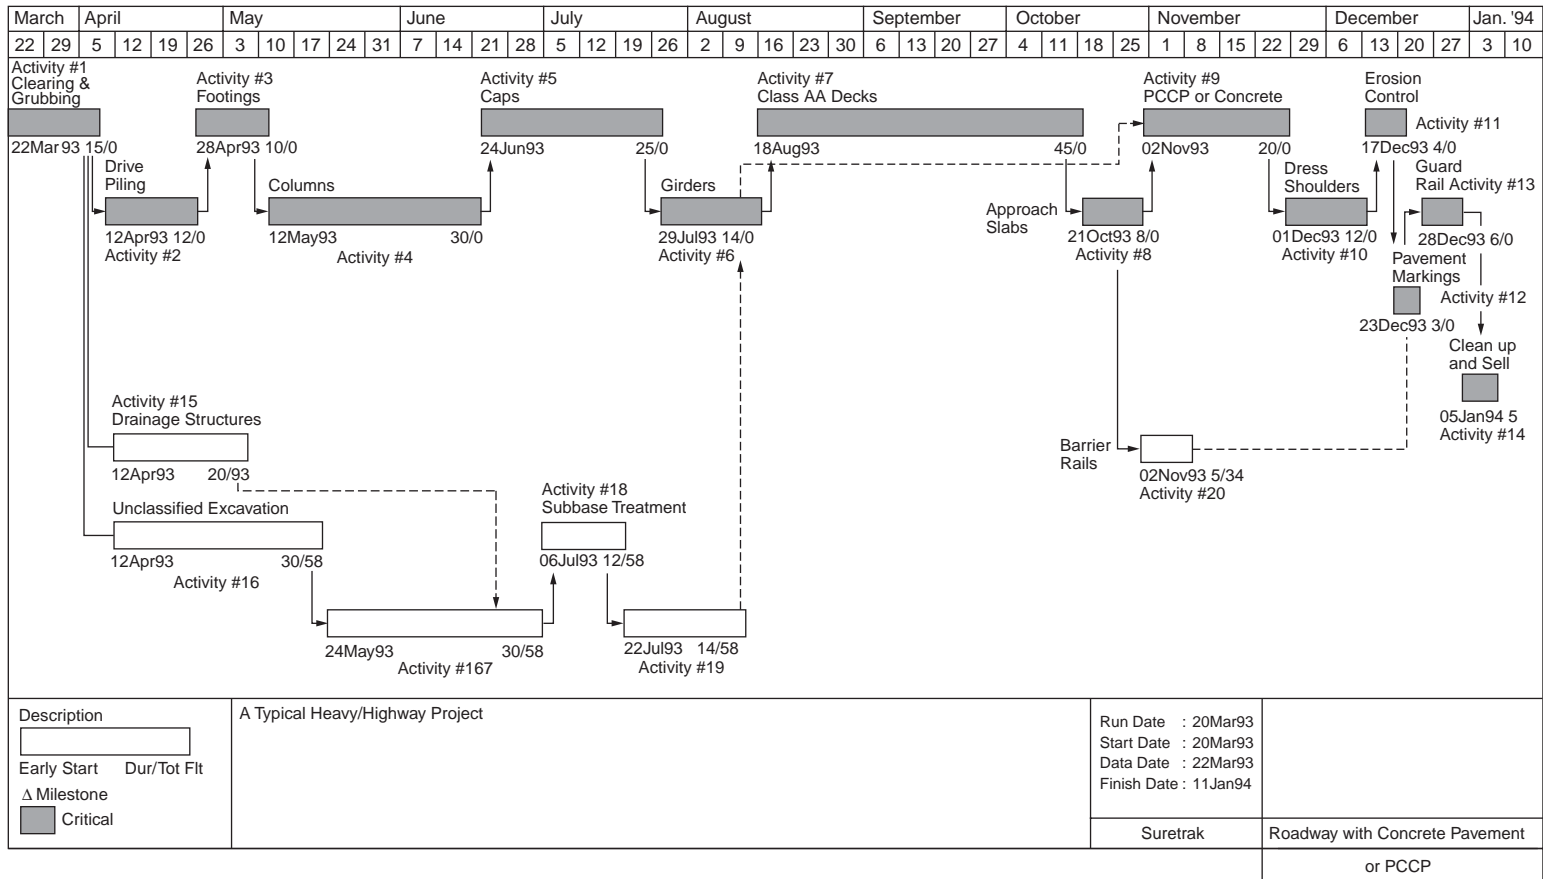 March April May June July August September October November December Jan. '94
22 29 5 12 19 26 3 10 17 24 31 7 14 21 28 5 12 19 26 2 9 16 23 30 6 13 20 27 4 11 18 25 1 8 15 22 29 6 13 20 27 3 10
Activity #1
Clearing &
Grubbing
22Mar 93 15/0
Drive
Piling
12Apr93 12/0
Activity #2
Activity #3
Footings
28Apr93 10/0
Columns
12May93 30/0
Activity #4
Activity #5
Caps
24Jun93 25/0
Girders
29Jul93 14/0
Activity #6
Activity #7
Class AA Decks
18Aug93 45/0
Approach
Slabs
21Oct93 8/0
Activity #8
Activity #9
PCCP or Concrete
02Nov93 20/0
Dress
Shoulders
01Dec93 12/0
Activity #10
Erosion
Control
Activity #11
17Dec93 4/0
Guard
Rail Activity #13
28Dec93 6/0
Pavement
Markings
Activity #12
23Dec93 3/0
Clean up
and Sell
05Jan94 5
Activity #14
Activity #15
Drainage Structures
12Apr93 20/93
Unclassified Excavation
12Apr93 30/58
Activity #16
24May93 30/58
Activity #167
Activity #18
Subbase Treatment
06Jul93 12/58
22Jul93 14/58
Activity #19
Barrier
Rails
02Nov93 5/34
Activity #20
Description
Early Start Dur/Tot Flt
Δ Milestone
Critical
A Typical Heavy/Highway Project
Run Date : 20Mar93
Start Date : 20Mar93
Data Date : 22Mar93
Finish Date : 11Jan94
Suretrak
Roadway with Concrete Pavement
or PCCP